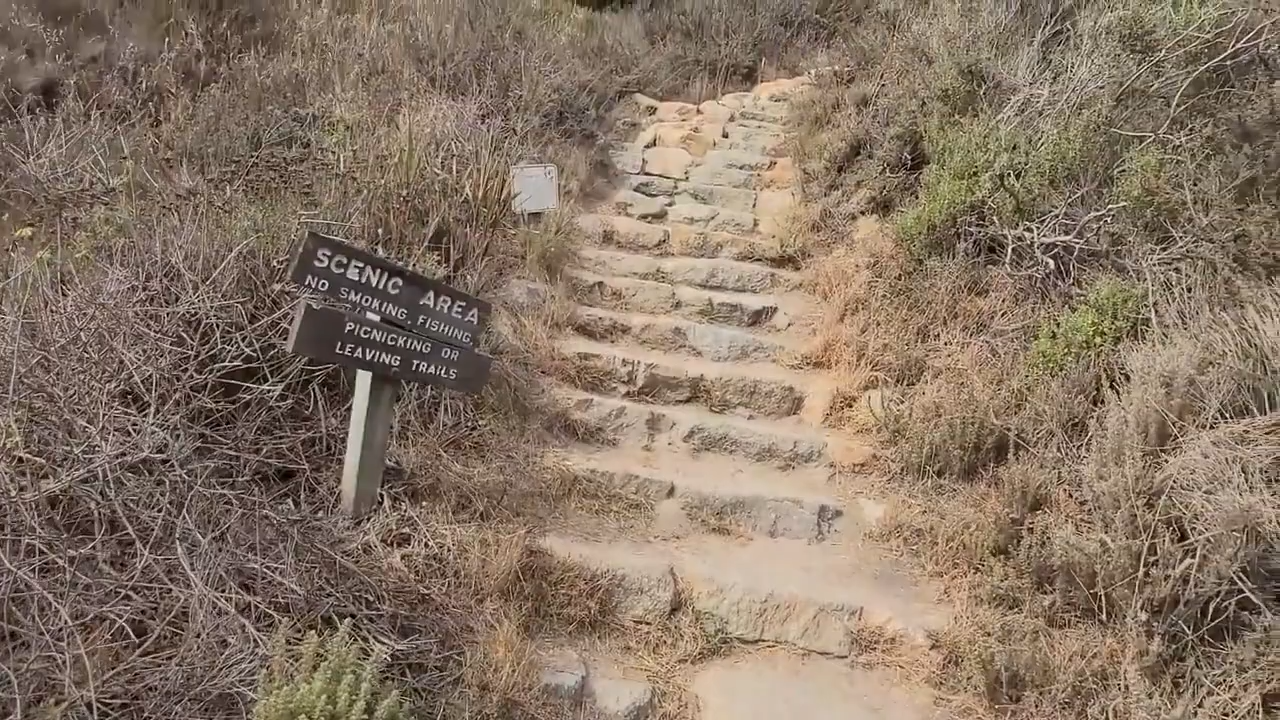 SCENIC AREA
NO SMOKING, FISHING,
PICNICKING OR
LEAVING TRAILS